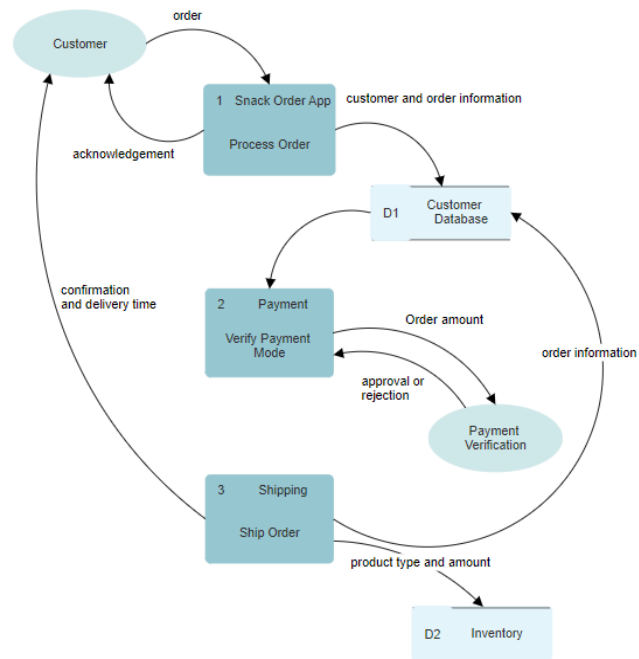 order
Customer
1 Snack Order App
customer and order information
Process Order
acknowledgement
D1 Customer
Database
confirmation
and delivery time
2 Payment
Order amount
Verify Payment
Mode
order information
approval or
rejection
Payment
Verification
3 Shipping
Ship Order
product type and amount
D2 Inventory